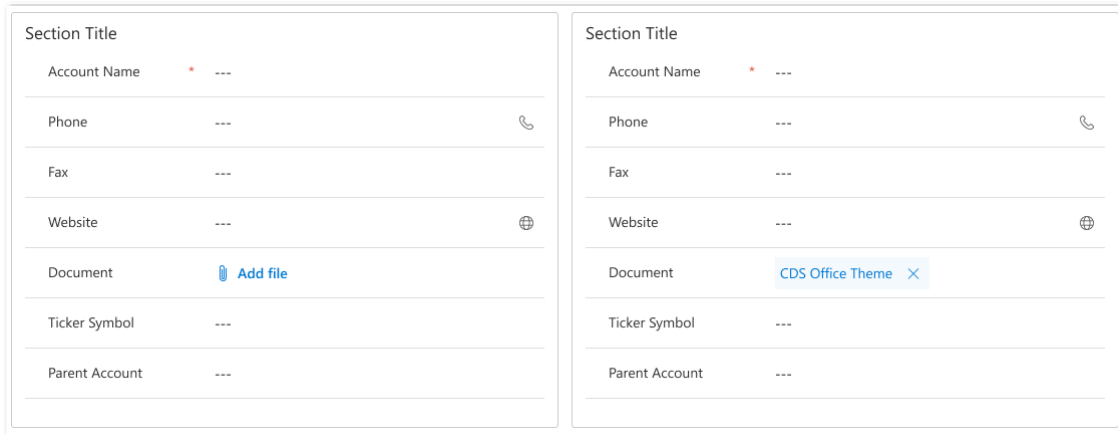 Section Title
Account Name * ---
Phone ---
Fax ---
Website ---
Document Add file
Ticker Symbol ---
Parent Account ---
Section Title
Account Name * ---
Phone ---
Fax ---
Website ---
Document CDS Office Theme
Ticker Symbol ---
Parent Account ---